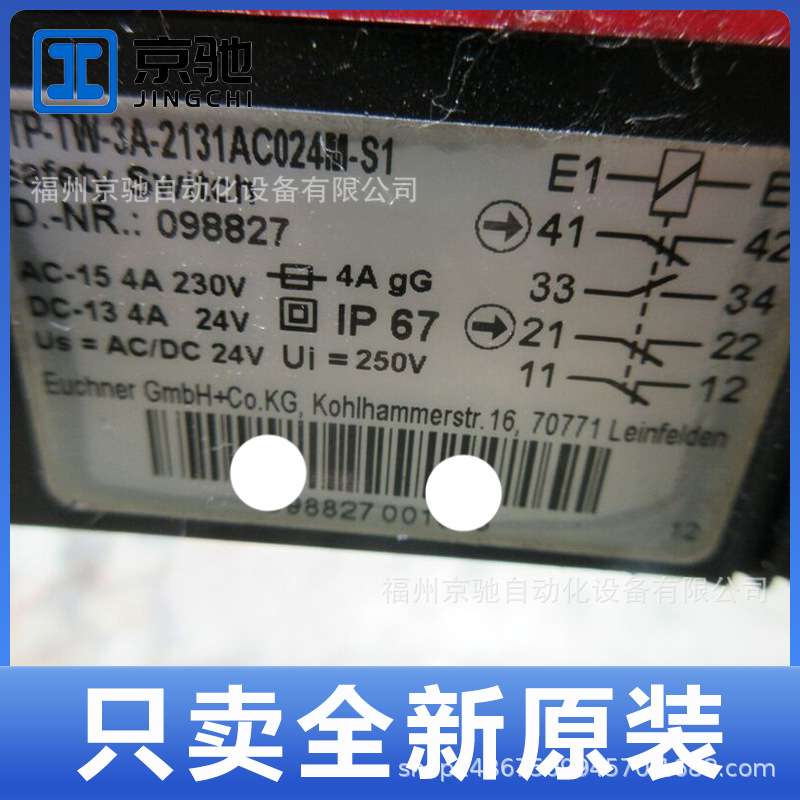 京驰
JINGCHI
TP-TW-3A-2131AC024M-S1
福州京驰自动化设备有限公司
D.-NR.: 098827
AC-15 4A 230V 4A gG
DC-13 4A 24V IP 67
Us = AC/DC 24V Ui = 250V
E1
41 42
33 34
21 22
11 12
Euchner GmbH+Co.KG, Kohlhammerstr.16, 70771 Leinfelden
98827 001
12
福州京驰自动化设备有限公司
只卖全新原装